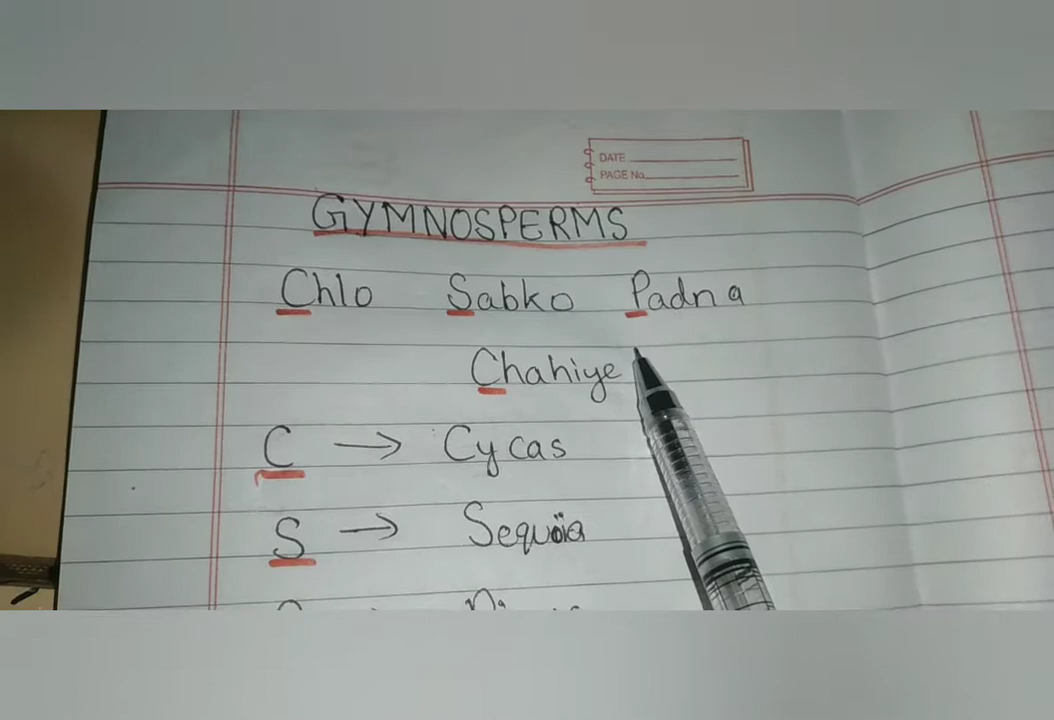 DATE
PAGE No.
GYMNOSPERMS
Chlo Sabko Padna
Chahiye
C → Cycas
S → Sequoia